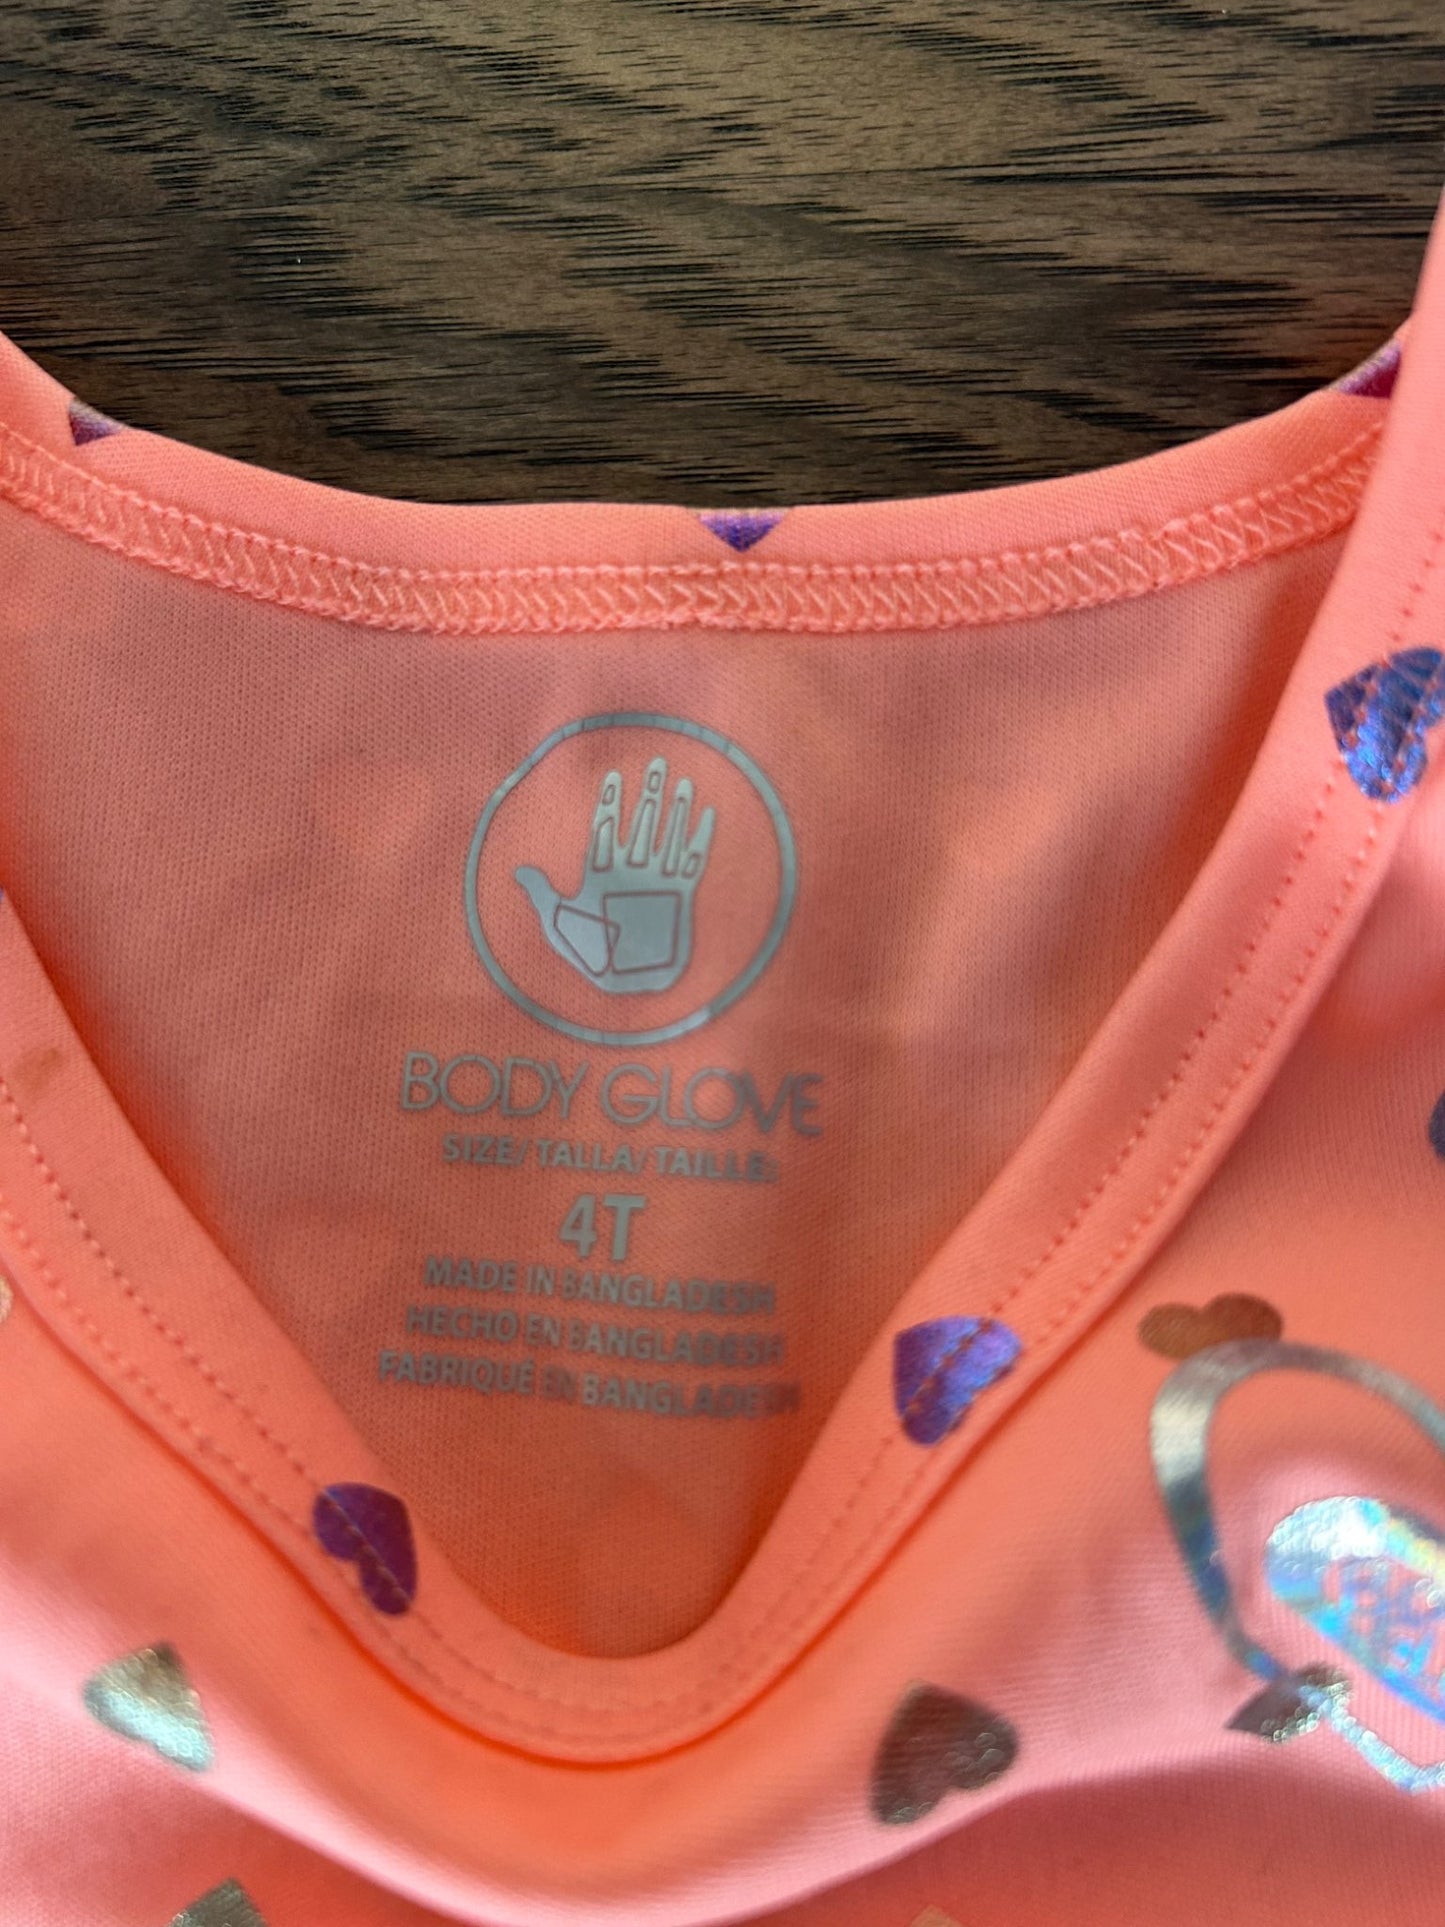 BODY GLOVE
SIZE/ TALLA/ TAILLE:
4T
MADE IN BANGLADESH
HECHO EN BANGLADESH
FABRIQUÉ EN BANGLADESH